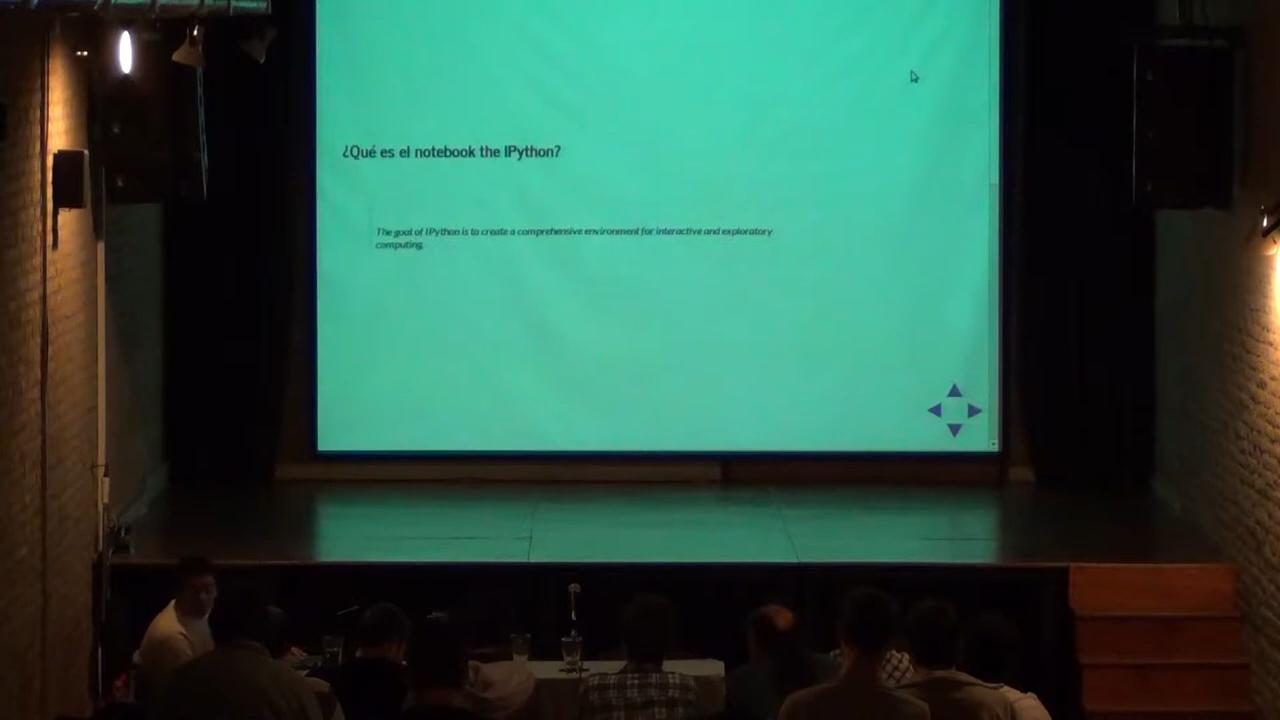 ¿Qué es el notebook the IPython?
The goal of IPython is to create a comprehensive environment for interactive and exploratory
computing.